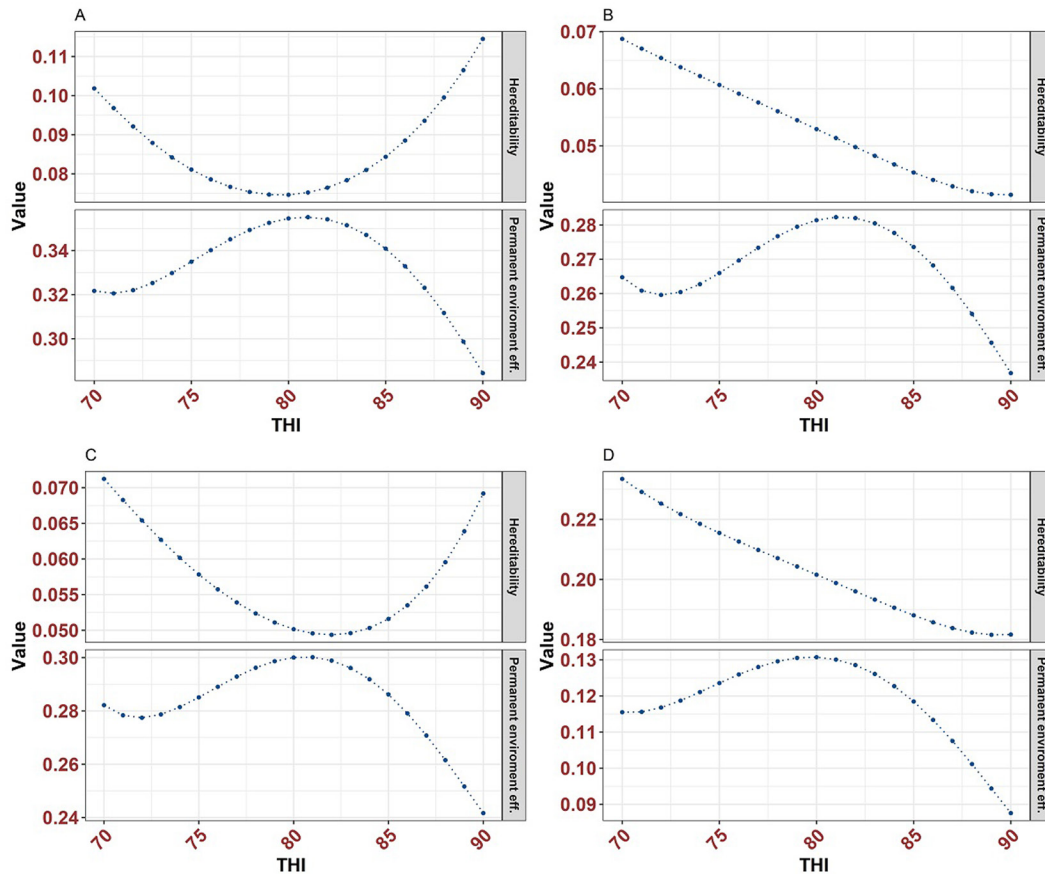 A
Value
0.11
0.10
0.09
0.08
Hereditability
0.34
0.32
0.30
Permanent enviroment eff.
70
75
80
85
90
THI
B
Value
0.07
0.06
0.05
Hereditability
0.28
0.27
0.26
0.25
0.24
Permanent enviroment eff.
70
75
80
85
90
THI
C
Value
0.070
0.065
0.060
0.055
0.050
Hereditability
0.30
0.28
0.26
0.24
Permanent enviroment eff.
70
75
80
85
90
THI
D
Value
0.22
0.20
0.18
Hereditability
0.13
0.12
0.11
0.10
0.09
Permanent enviroment eff.
70
75
80
85
90
THI